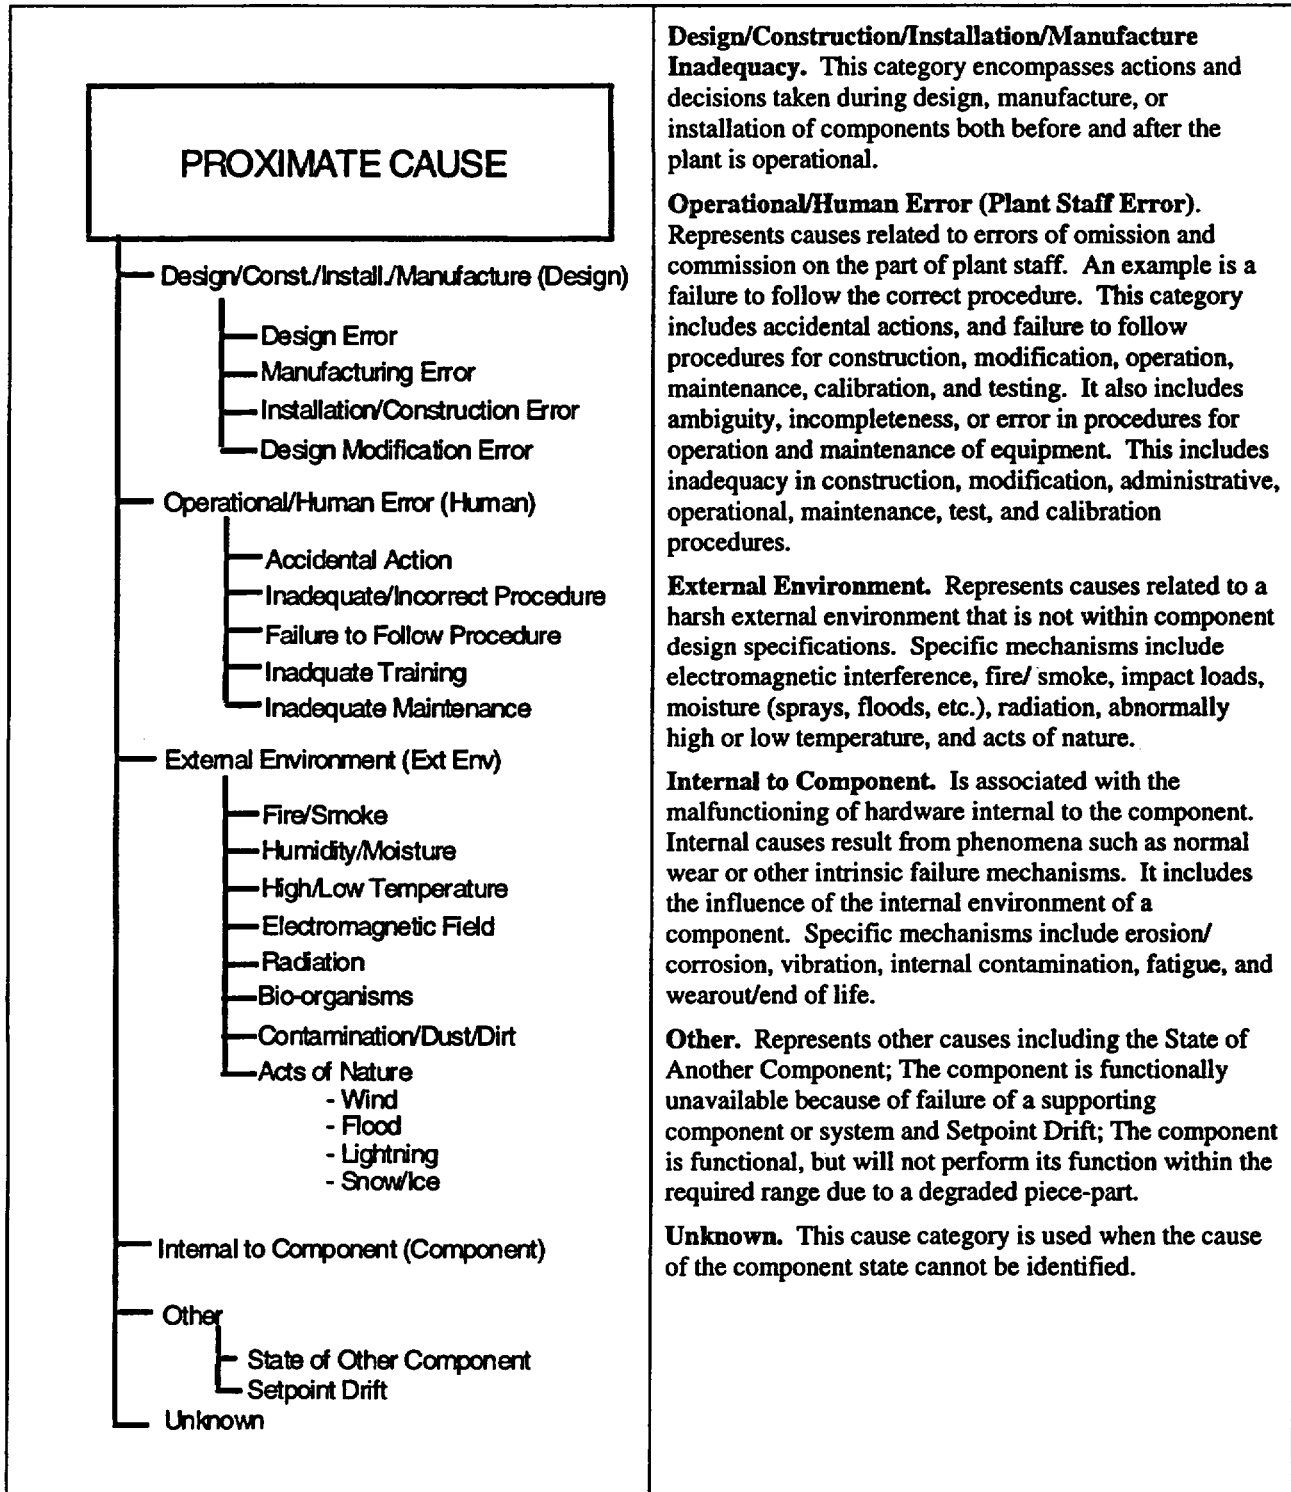 PROXIMATE CAUSE
Design/Const./Install./Manufacture (Design)
Design Error
Manufacturing Error
Installation/Construction Error
Design Modification Error
Operational/Human Error (Human)
Accidental Action
Inadequate/Incorrect Procedure
Failure to Follow Procedure
Inadquate Training
Inadequate Maintenance
External Environment (Ext Env)
Fire/Smoke
Humidity/Moisture
High/Low Temperature
Electromagnetic Field
Radiation
Bio-organisms
Contamination/Dust/Dirt
Acts of Nature
- Wind
- Flood
- Lightning
- Snow/Ice
Internal to Component (Component)
Other
State of Other Component
Setpoint Drift
Unknown
Design/Construction/Installation/Manufacture
Inadequacy. This category encompasses actions and
decisions taken during design, manufacture, or
installation of components both before and after the
plant is operational.
Operational/Human Error (Plant Staff Error).
Represents causes related to errors of omission and
commission on the part of plant staff. An example is a
failure to follow the correct procedure. This category
includes accidental actions, and failure to follow
procedures for construction, modification, operation,
maintenance, calibration, and testing. It also includes
ambiguity, incompleteness, or error in procedures for
operation and maintenance of equipment. This includes
inadequacy in construction, modification, administrative,
operational, maintenance, test, and calibration
procedures.
External Environment. Represents causes related to a
harsh external environment that is not within component
design specifications. Specific mechanisms include
electromagnetic interference, fire/ smoke, impact loads,
moisture (sprays, floods, etc.), radiation, abnormally
high or low temperature, and acts of nature.
Internal to Component. Is associated with the
malfunctioning of hardware internal to the component.
Internal causes result from phenomena such as normal
wear or other intrinsic failure mechanisms. It includes
the influence of the internal environment of a
component. Specific mechanisms include erosion/
corrosion, vibration, internal contamination, fatigue, and
wearout/end of life.
Other. Represents other causes including the State of
Another Component; The component is functionally
unavailable because of failure of a supporting
component or system and Setpoint Drift; The component
is functional, but will not perform its function within the
required range due to a degraded piece-part.
Unknown. This cause category is used when the cause
of the component state cannot be identified.